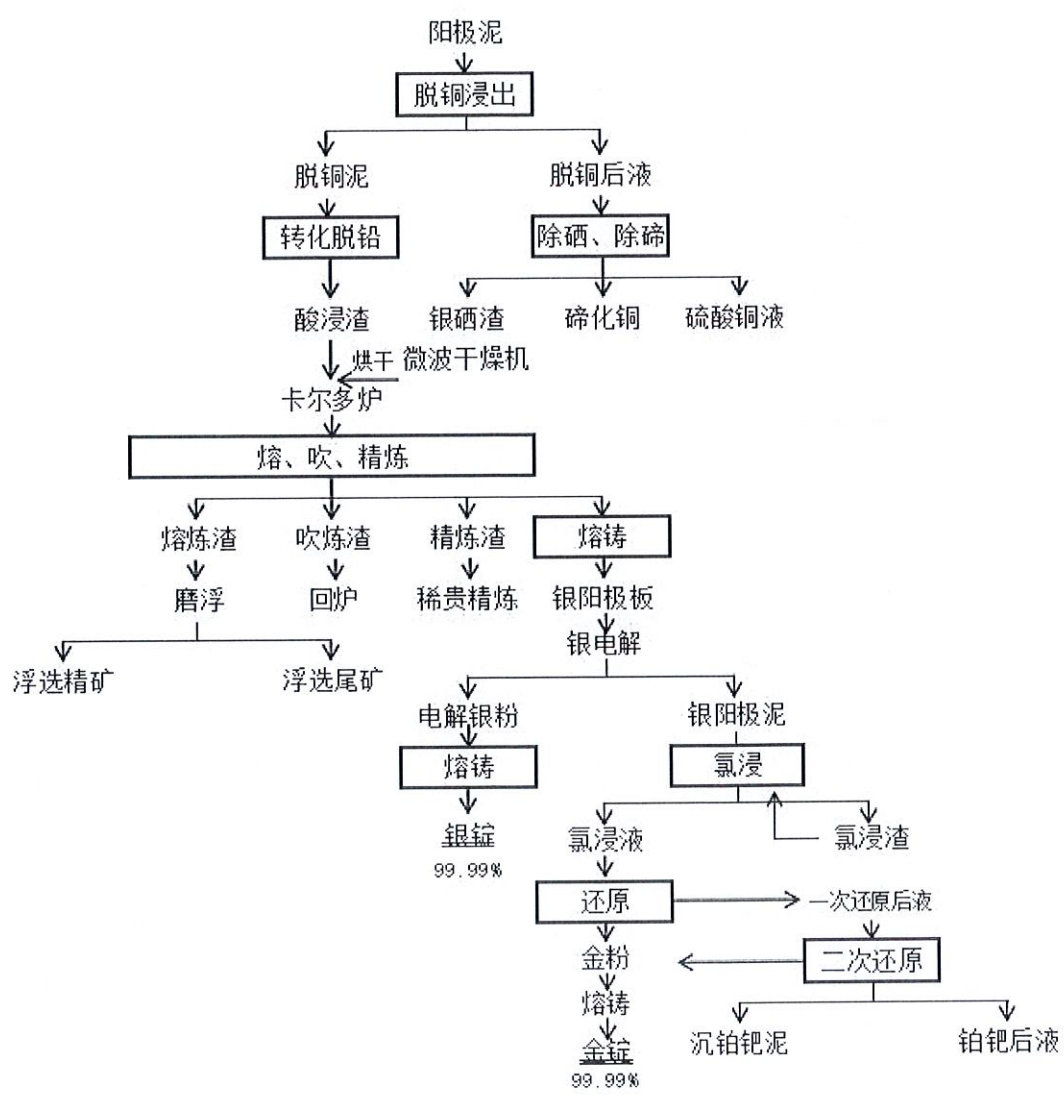 阳极泥
脱铜浸出
脱铜泥
脱铜后液
转化脱铅
除硒、除碲
酸浸渣
银硒渣
碲化铜
硫酸铜液
烘干
微波干燥机
卡尔多炉
熔、吹、精炼
熔炼渣
吹炼渣
精炼渣
熔铸
磨浮
回炉
稀贵精炼
银阳极板
银电解
浮选精矿
浮选尾矿
电解银粉
银阳极泥
熔铸
氯浸
银锭
氯浸液
氯浸渣
99.99%
还原
一次还原后液
金粉
二次还原
熔铸
沉铂钯泥
铂钯后液
金锭
99.99%